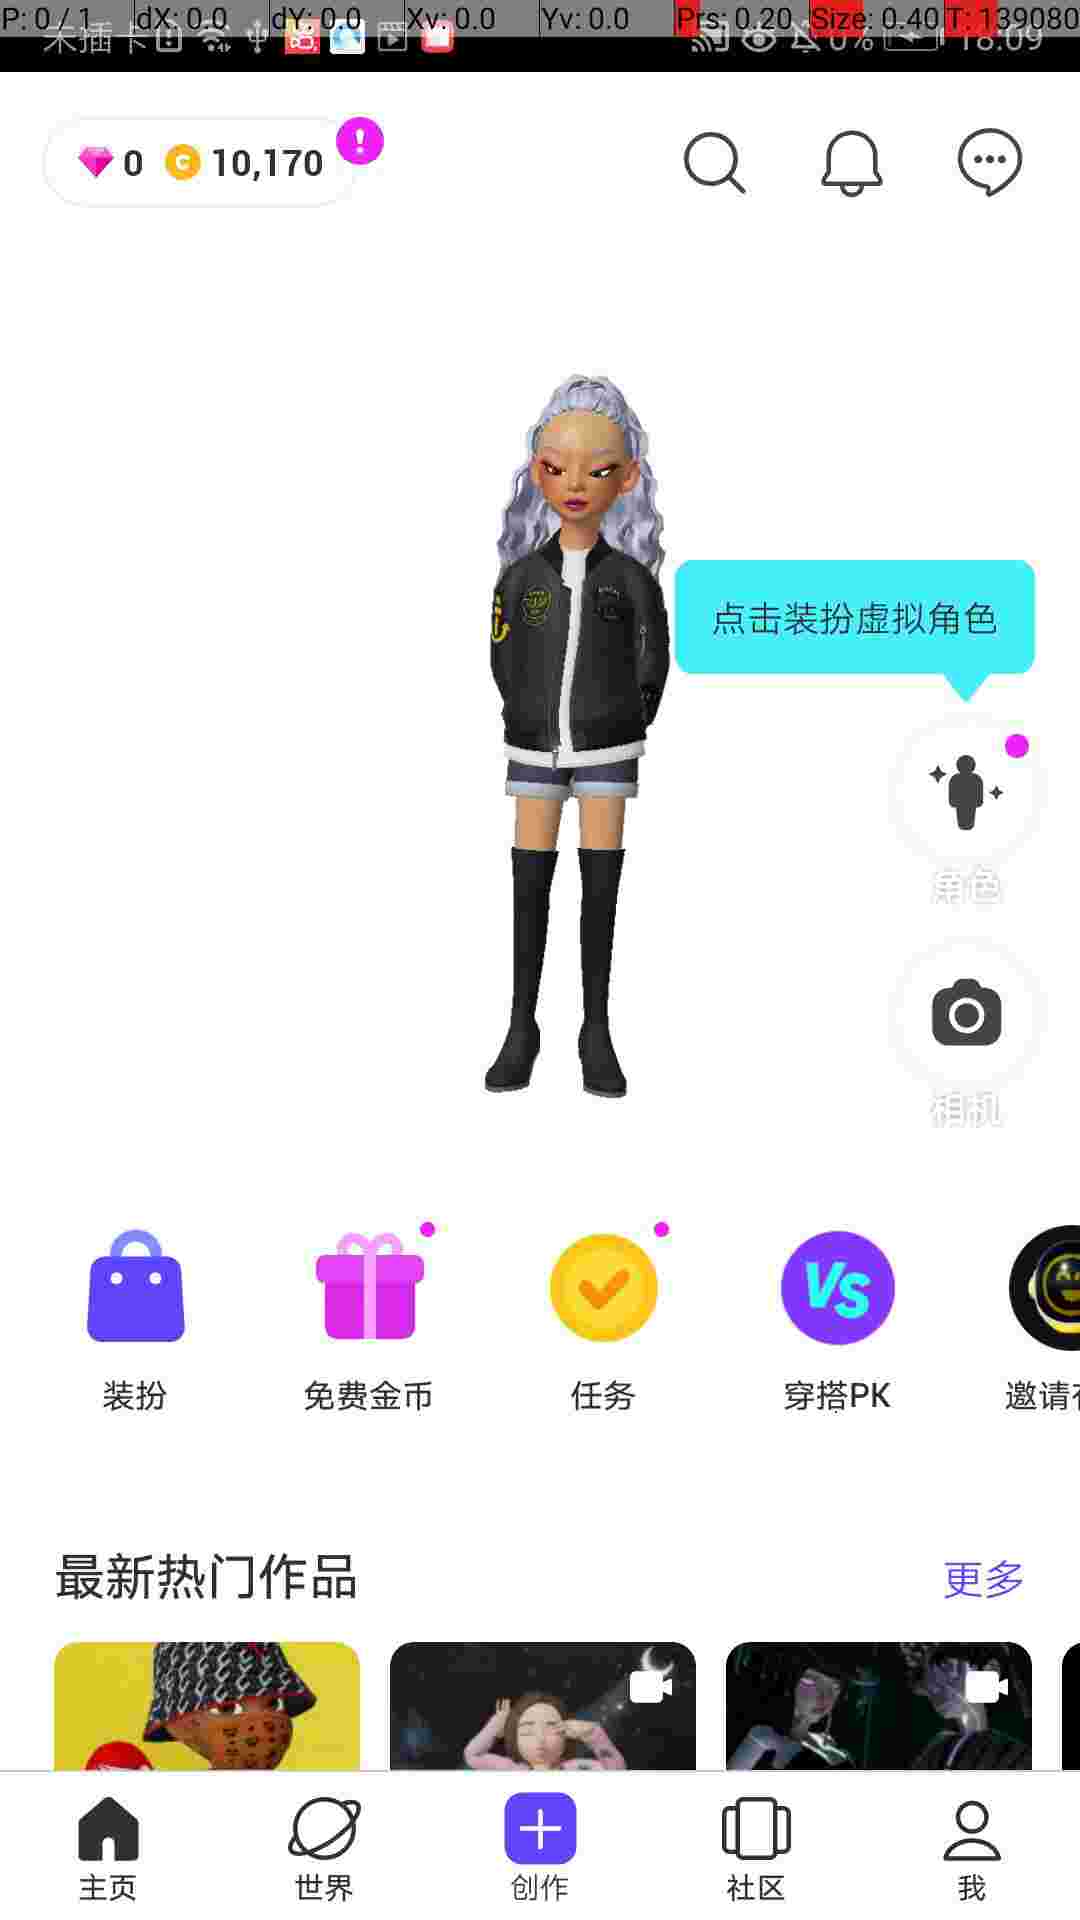 P: 0 / 1 dX: 0.0 dY: 0.0 Xv: 0.0 Yv: 0.0 Prs: 0.20 Size: 0.40 T: 139080
未插卡 0% 18:09
0 C 10,170 !
点击装扮虚拟角色
角色
相机
VS
装扮 免费金币 任务 穿搭PK 邀请
最新热门作品 更多
主页 世界 创作 社区 我